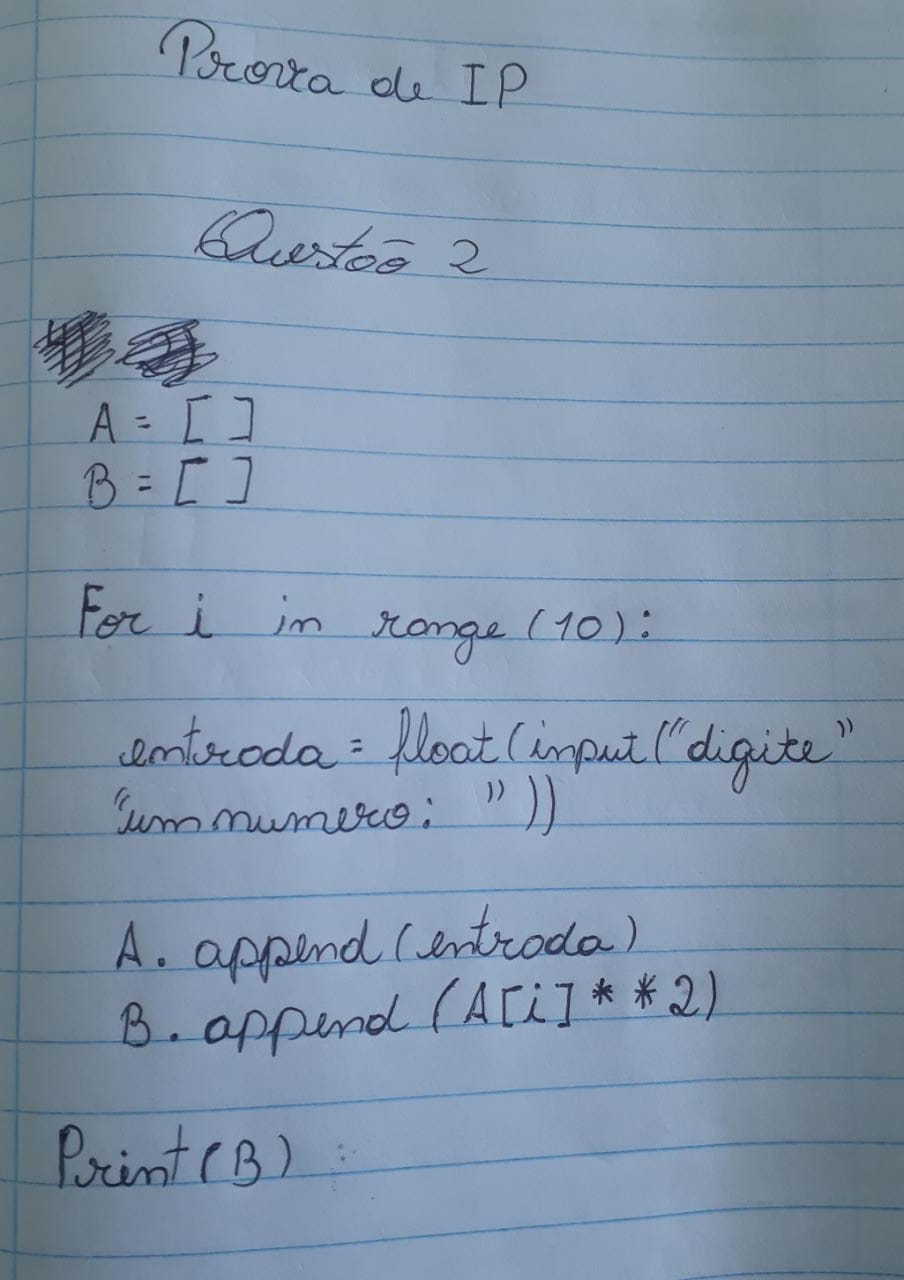 Prova de IP
Questão 2
A = [ ]
B = [ ]
For i in range (10):
entrada = float (input ("digite"
"um numero: "))
A. append (entrada)
B. append (A[i] * * 2)
Print (B)